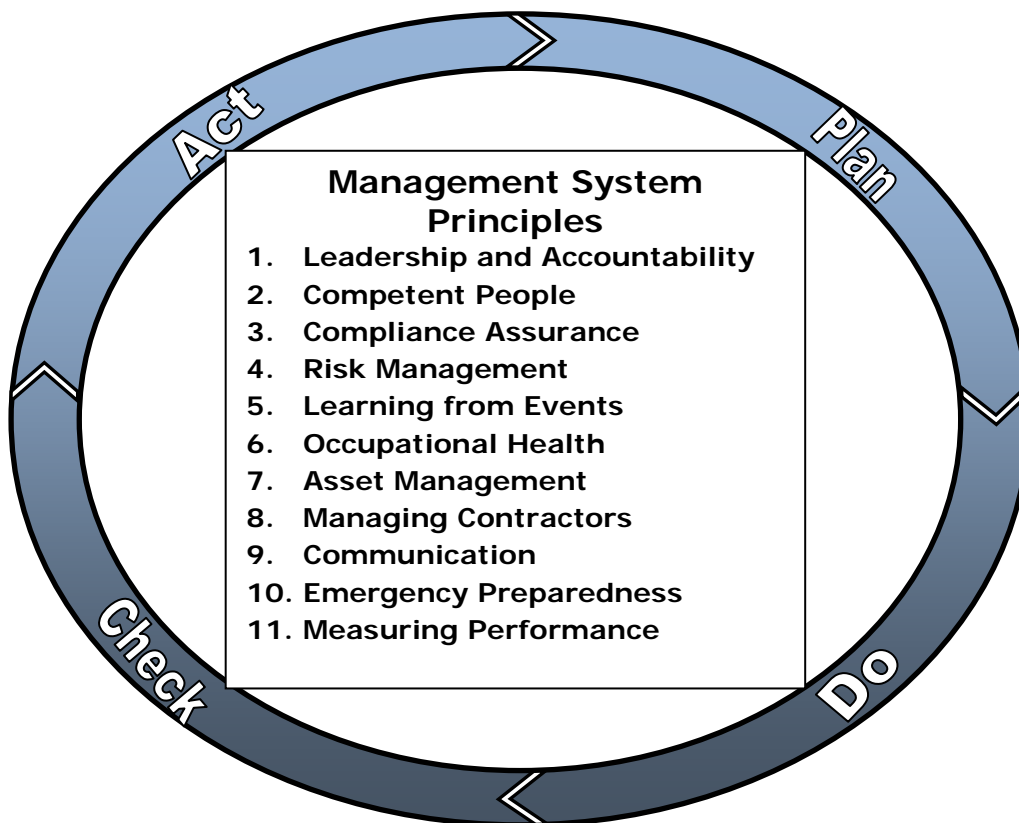 Act
Plan
Management System
Principles
1. Leadership and Accountability
2. Competent People
3. Compliance Assurance
4. Risk Management
5. Learning from Events
6. Occupational Health
7. Asset Management
8. Managing Contractors
9. Communication
10. Emergency Preparedness
11. Measuring Performance
Check
Do